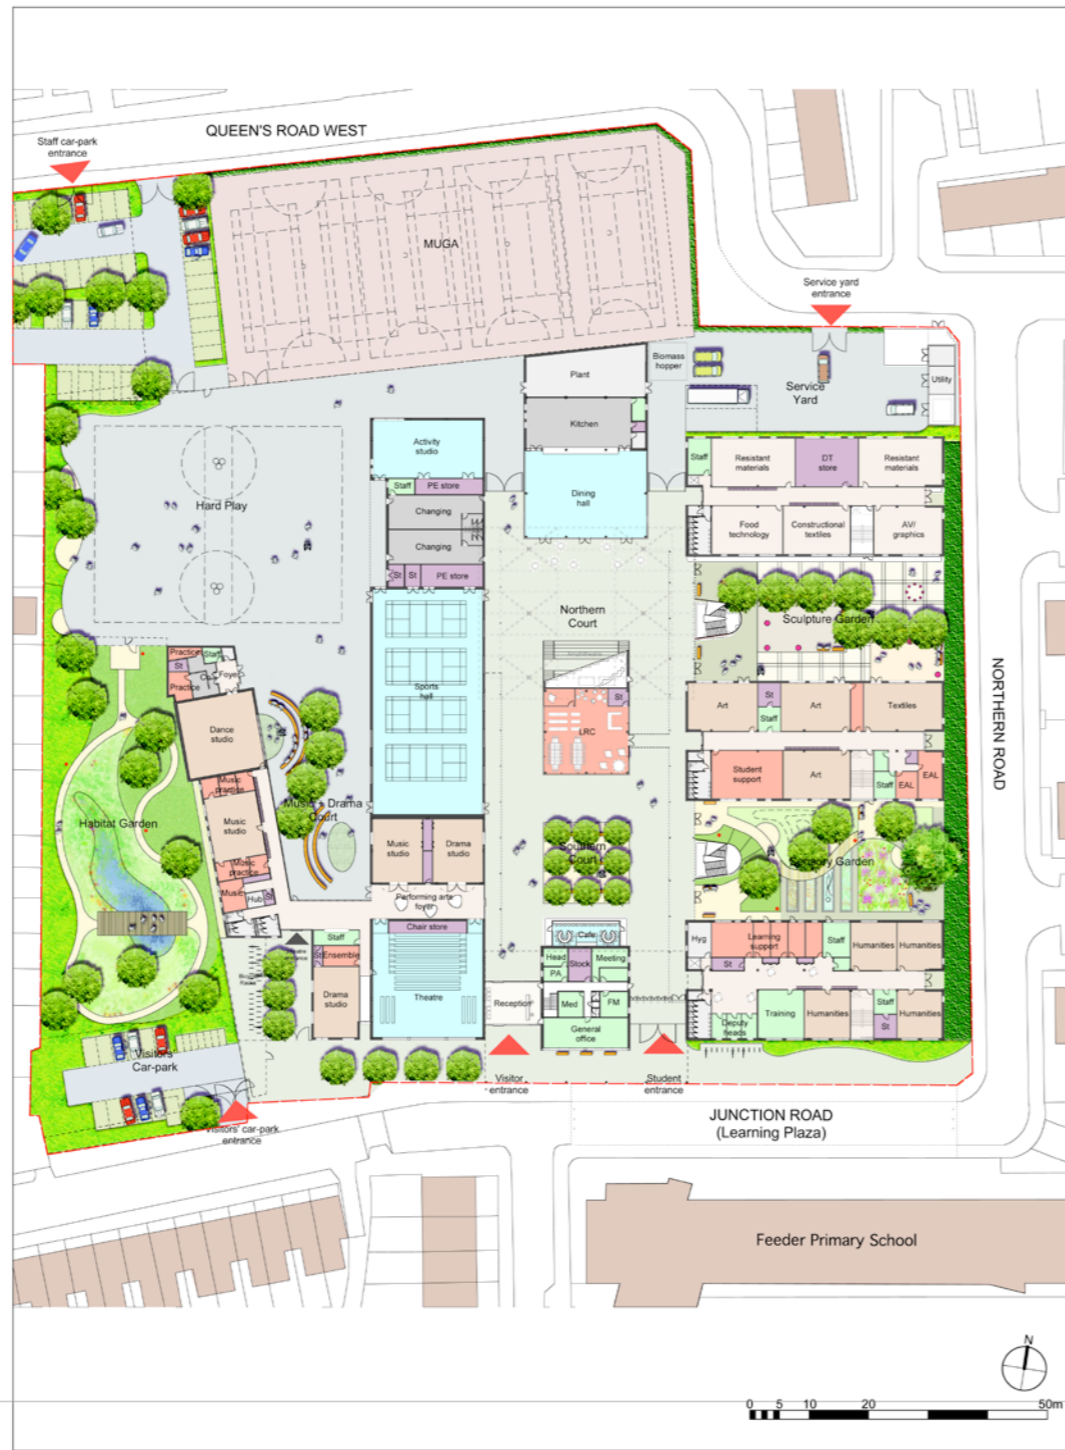 QUEEN'S ROAD WEST
Staff car-park
entrance
MUGA
Service yard
entrance
Biomass
hopper
Plant
Service
Yard
Utility
Kitchen
Activity
studio
Staff
PE store
Changing
Changing
St
St
PE store
Dining
hall
Staff
Resistant
materials
DT
store
Resistant
materials
Food
technology
Constructional
textiles
AV/
graphics
Hard Play
Northern
Court
Sculpture Garden
NORTHERN ROAD
Practice
Staff
St
Foyer
Practice
Dance
studio
Sports
hall
St
LRC
Art
St
Staff
Art
Textiles
Student
support
Art
Staff
EAL
EAL
Music
practice
Music
studio
Music
practice
Music
Hub
St
Music + Drama
Court
Habitat Garden
Music
studio
Drama
studio
Southern
Court
Sensory Garden
Performing arts
foyer
Chair store
Cafe
Staff
St
Ensemble
Drama
studio
Theatre
Head
PA
Stock
Meeting
Med
FM
General
office
Reception
Hyg
Learning
support
Staff
Humanities
Humanities
St
Deputy
heads
Training
Humanities
Staff
St
Humanities
Visitors'
Car-park
Visitors' car-park
entrance
Visitor
entrance
Student
entrance
JUNCTION ROAD
(Learning Plaza)
Feeder Primary School
N
0 5 10 20 50m